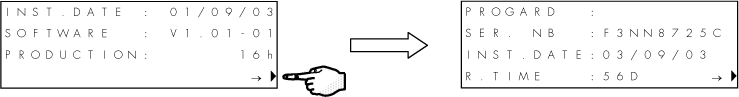 INST.DATE : 01/09/03
SOFTWARE : V1.01-01
PRODUCTION: 16h
→
PROGARD :
SER. NB :F3NN8725C
INST.DATE:03/09/03
R.TIME :56D →